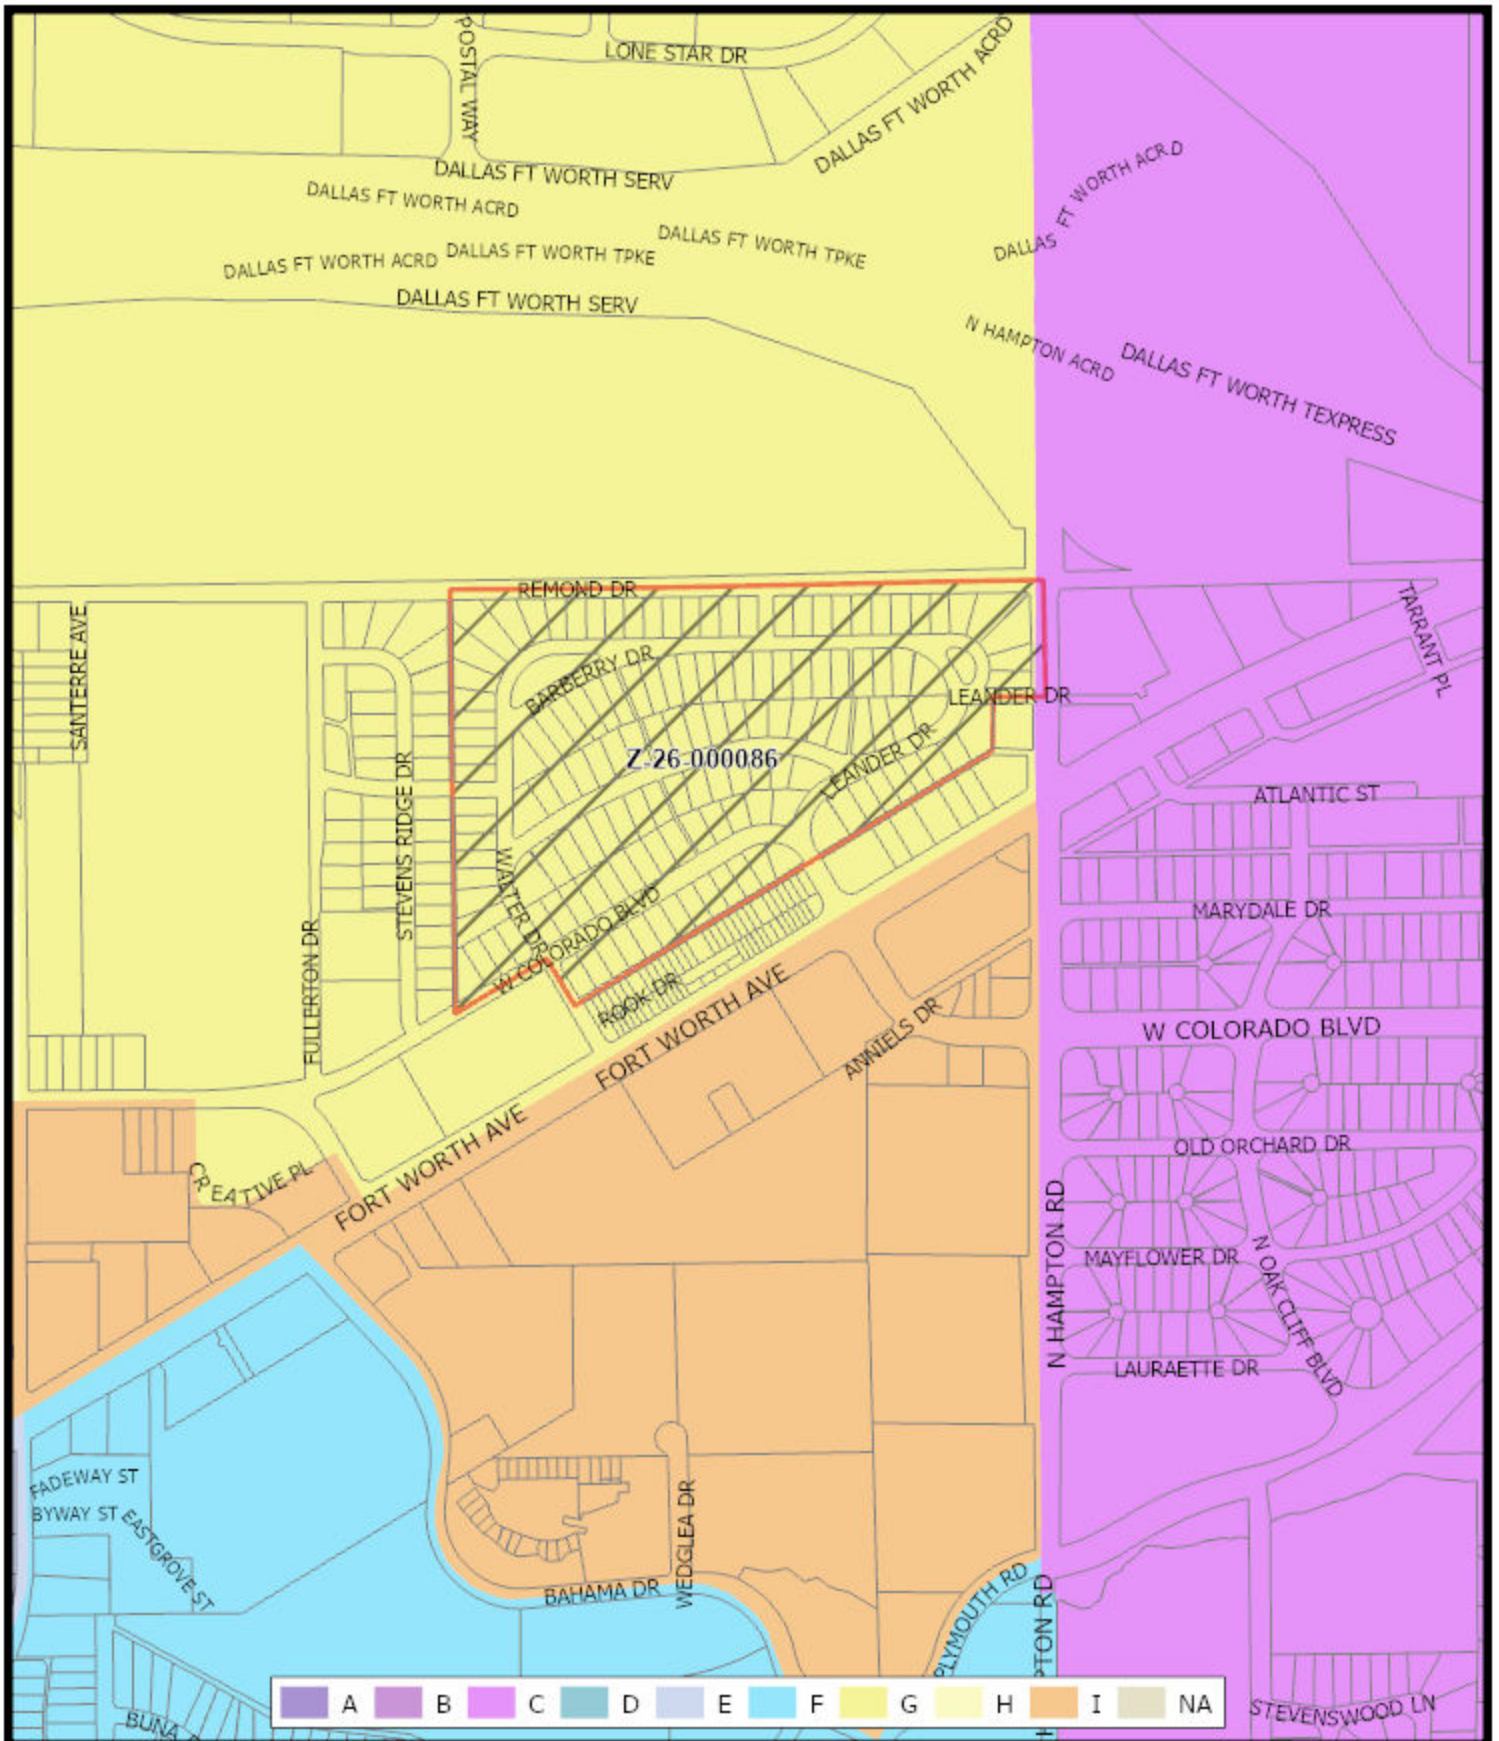 LONE STAR DR
POSTAL WAY
DALLAS FT WORTH ACRD
DALLAS FT WORTH SERV
DALLAS FT WORTH ACRD
DALLAS FT WORTH ACRD
DALLAS FT WORTH TPKE
DALLAS FT WORTH TPKE
DALLAS FT WORTH ACRD
DALLAS FT WORTH SERV
N HAMPTON ACRD
DALLAS FT WORTH TEXPRESS
REMOND DR
TARRANT PL
SANTERRE AVE
BARBERRY DR
LEANDER DR
Z-26-000086
LEANDER DR
ATLANTIC ST
STEVENS RIDGE DR
WALTER DR
W COLORADO BLVD
MARYDALE DR
FULLERTON DR
ROOK DR
FORT WORTH AVE
ANNIELS DR
W COLORADO BLVD
OLD ORCHARD DR
CREATIVE PL
FORT WORTH AVE
N HAMPTON RD
MAYFLOWER DR
N OAK CLIFF BLVD
LAURAETTE DR
FADEWAY ST
BYWAY ST
EASTGROVE ST
WEDGLEA DR
BAHAMA DR
PLYMOUTH RD
PTON RD
A B C D E F G H I NA
BUNA
STEVENSWOOD LN